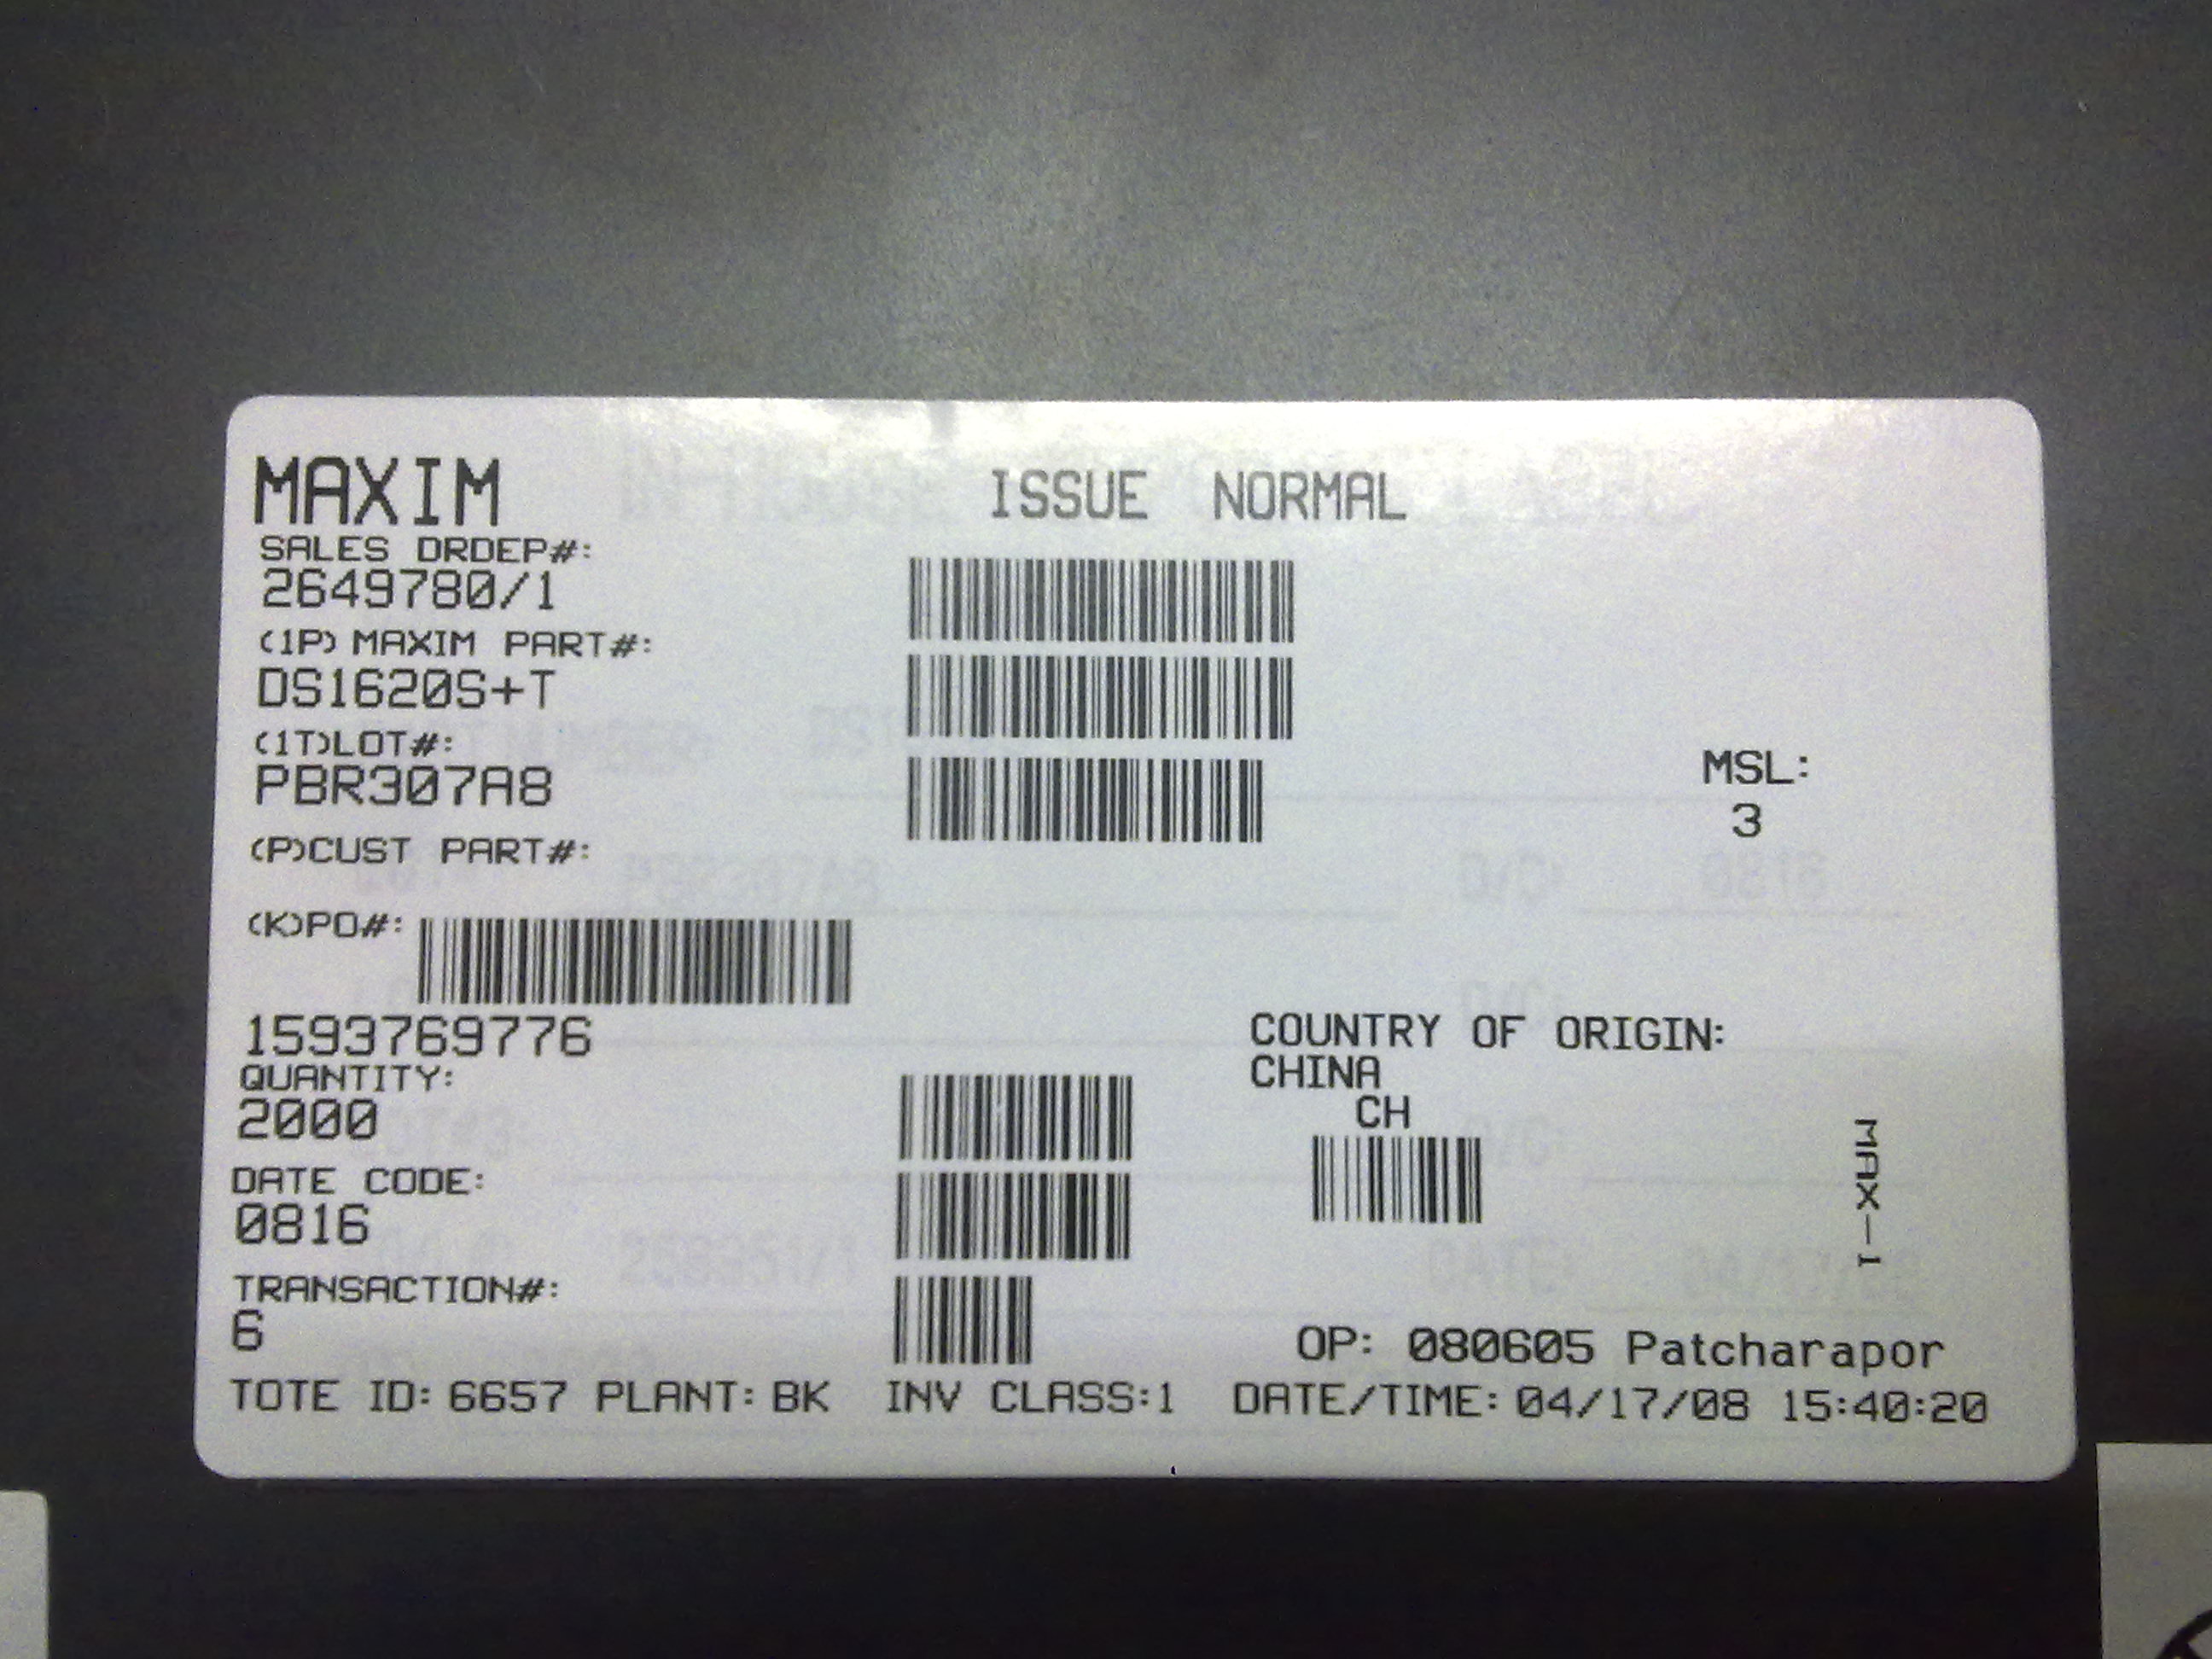 MAXIM
ISSUE NORMAL
SALES DRDEP#:
2649780/1
(1P) MAXIM PART#:
DS1620S+T
(1T)LOT#:
PBR307A8
MSL:
3
(P)CUST PART#:
(K)PO#:
1593769776
COUNTRY OF ORIGIN:
CHINA
CH
QUANTITY:
2000
MAX-1
DATE CODE:
0816
TRANSACTION#:
6
OP: 080605 Patcharapor
TOTE ID: 6657 PLANT: BK INV CLASS:1 DATE/TIME: 04/17/08 15:40:20